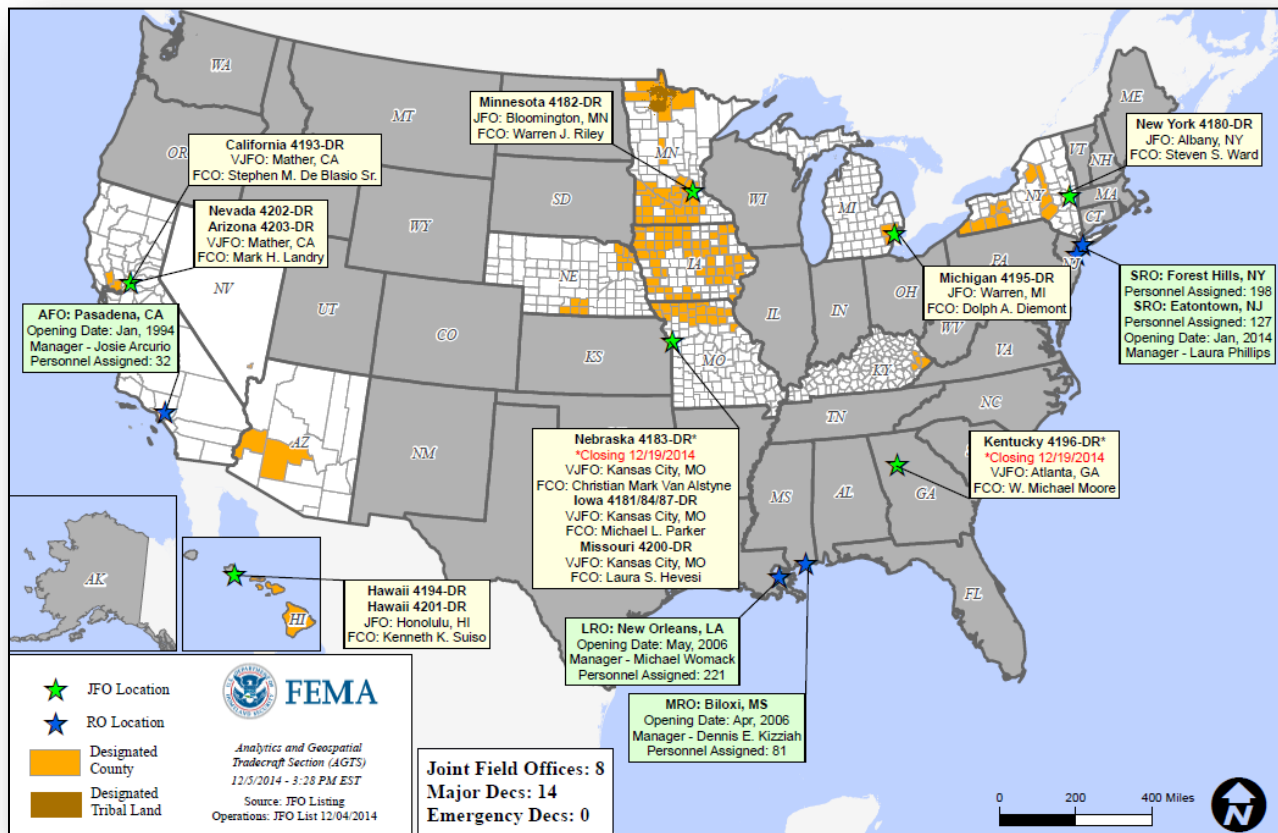 WA
OR
MT
WY
SD
UT
NV
CO
NM
KS
NE
MN
IA
MO
WI
MI
IL
IN
OH
KY
TN
MS
AL
GA
FL
NC
VA
WV
PA
NY
NJ
CT
MA
VT
NH
ME
AZ
AK
HI
California 4193-DR
VJFO: Mather, CA
FCO: Stephen M. De Blasio Sr.
Nevada 4202-DR
Arizona 4203-DR
VJFO: Mather, CA
FCO: Mark H. Landry
AFO: Pasadena, CA
Opening Date: Jan, 1994
Manager - Josie Arcurio
Personnel Assigned: 32
Minnesota 4182-DR
JFO: Bloomington, MN
FCO: Warren J. Riley
New York 4180-DR
JFO: Albany, NY
FCO: Steven S. Ward
Michigan 4195-DR
JFO: Warren, MI
FCO: Dolph A. Diemont
SRO: Forest Hills, NY
Personnel Assigned: 198
SRO: Eatontown, NJ
Personnel Assigned: 127
Opening Date: Jan, 2014
Manager - Laura Phillips
Nebraska 4183-DR*
*Closing 12/19/2014
VJFO: Kansas City, MO
FCO: Christian Mark Van Alstyne
Iowa 4181/84/87-DR
VJFO: Kansas City, MO
FCO: Michael L. Parker
Missouri 4200-DR
VJFO: Kansas City, MO
FCO: Laura S. Hevesi
Kentucky 4196-DR*
*Closing 12/19/2014
VJFO: Atlanta, GA
FCO: W. Michael Moore
Hawaii 4194-DR
Hawaii 4201-DR
JFO: Honolulu, HI
FCO: Kenneth K. Suiso
LRO: New Orleans, LA
Opening Date: May, 2006
Manager - Michael Womack
Personnel Assigned: 221
MRO: Biloxi, MS
Opening Date: Apr, 2006
Manager - Dennis E. Kizziah
Personnel Assigned: 81
JFO Location
RO Location
Designated
County
Designated
Tribal Land
FEMA
Analytics and Geospatial
Tradecraft Section (AGTS)
12/5/2014 - 3:28 PM EST
Source: JFO Listing
Operations: JFO List 12/04/2014
Joint Field Offices: 8
Major Decs: 14
Emergency Decs: 0
0 200 400 Miles
N